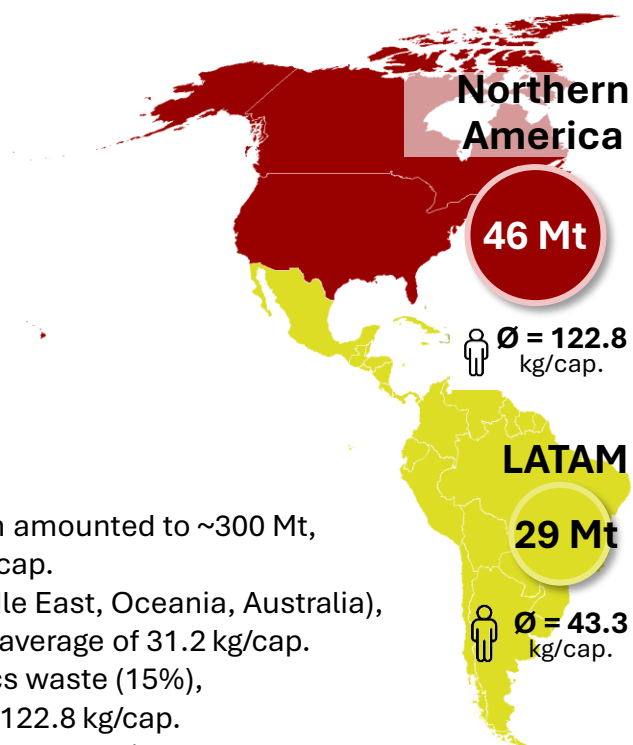 Northern
America
46 Mt
Ø = 122.8
kg/cap.
LATAM
29 Mt
Ø = 43.3
kg/cap.
amounted to ~300 Mt,
cap.
le East, Oceania, Australia),
average of 31.2 kg/cap.
cs waste (15%),
122.8 kg/cap.